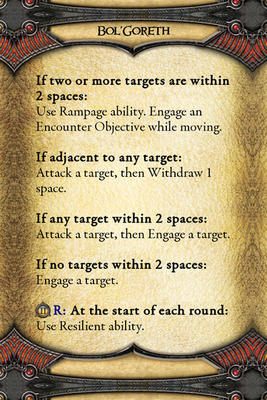 Bol'Goreth
If two or more targets are within
2 spaces:
Use Rampage ability. Engage an
Encounter Objective while moving.
If adjacent to any target:
Attack a target, then Withdraw 1
space.
If any target within 2 spaces:
Attack a target, then Engage a target.
If no targets within 2 spaces:
Engage a target.
R: At the start of each round:
Use Resilient ability.